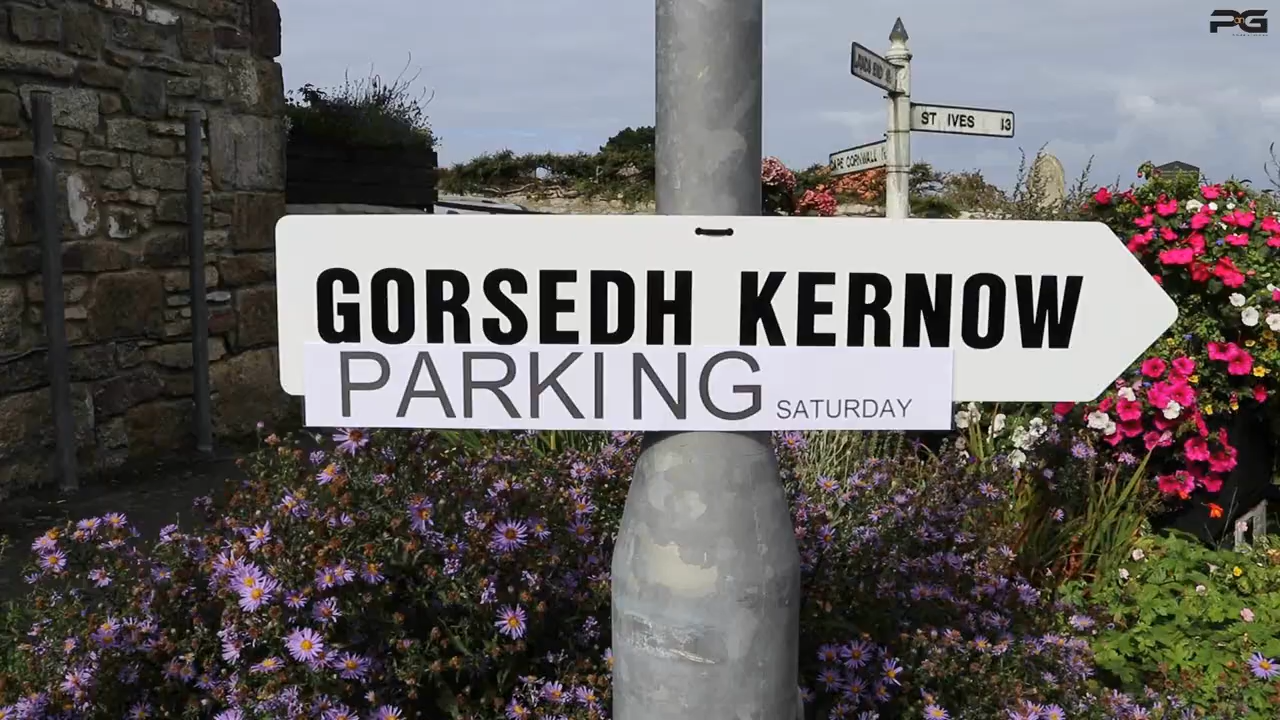 PG
LANDS END
ST IVES 13
CAPE CORNWALL
GORSEDH KERNOW
PARKING SATURDAY